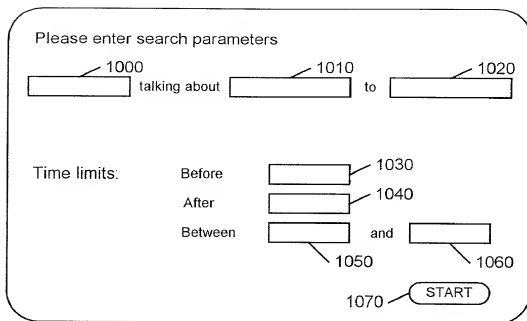 Please enter search parameters
1000 1010 1020
talking about to
1030
Time limits: Before
1040
After
Between and
1050 1060
1070 START